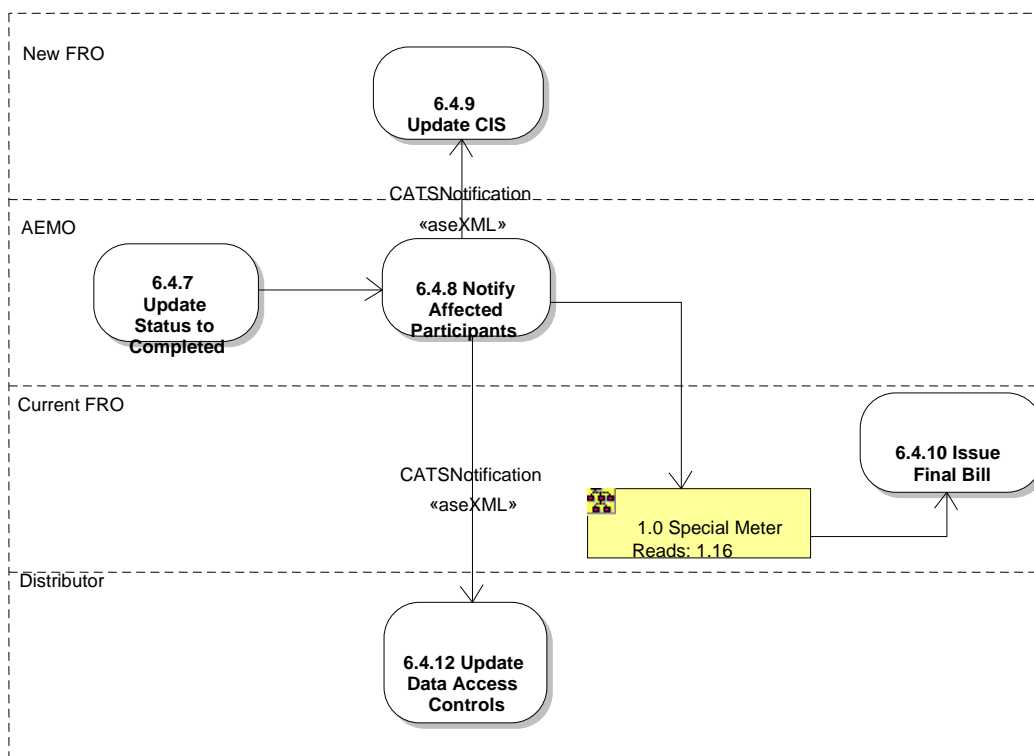 New FRO
6.4.9
Update CIS
CATSNotification
«aseXML»
AEMO
6.4.7
Update
Status to
Completed
6.4.8 Notify
Affected
Participants
Current FRO
6.4.10 Issue
Final Bill
CATSNotification
«aseXML»
1.0 Special Meter
Reads: 1.16
Distributor
6.4.12 Update
Data Access
Controls